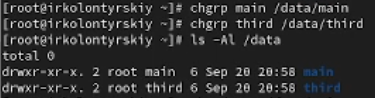 [root@irkolontyrskiy ~]# chgrp main /data/main
[root@irkolontyrskiy ~]# chgrp third /data/third
[root@irkolontyrskiy ~]# ls -Al /data
total 0
drwxr-xr-x. 2 root main  6 Sep 20 20:58 main
drwxr-xr-x. 2 root third 6 Sep 20 20:58 third